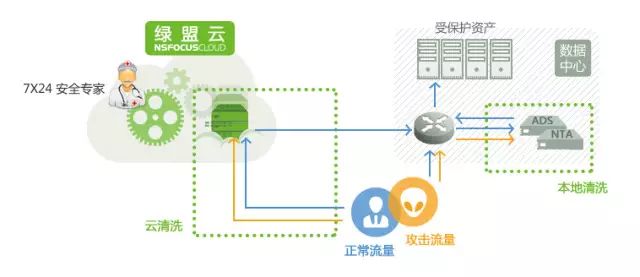 绿盟云
NSFOCUSCLOUD
7X24 安全专家
受保护资产
数据
中心
ADS
NTA
本地清洗
云清洗
正常流量
攻击流量